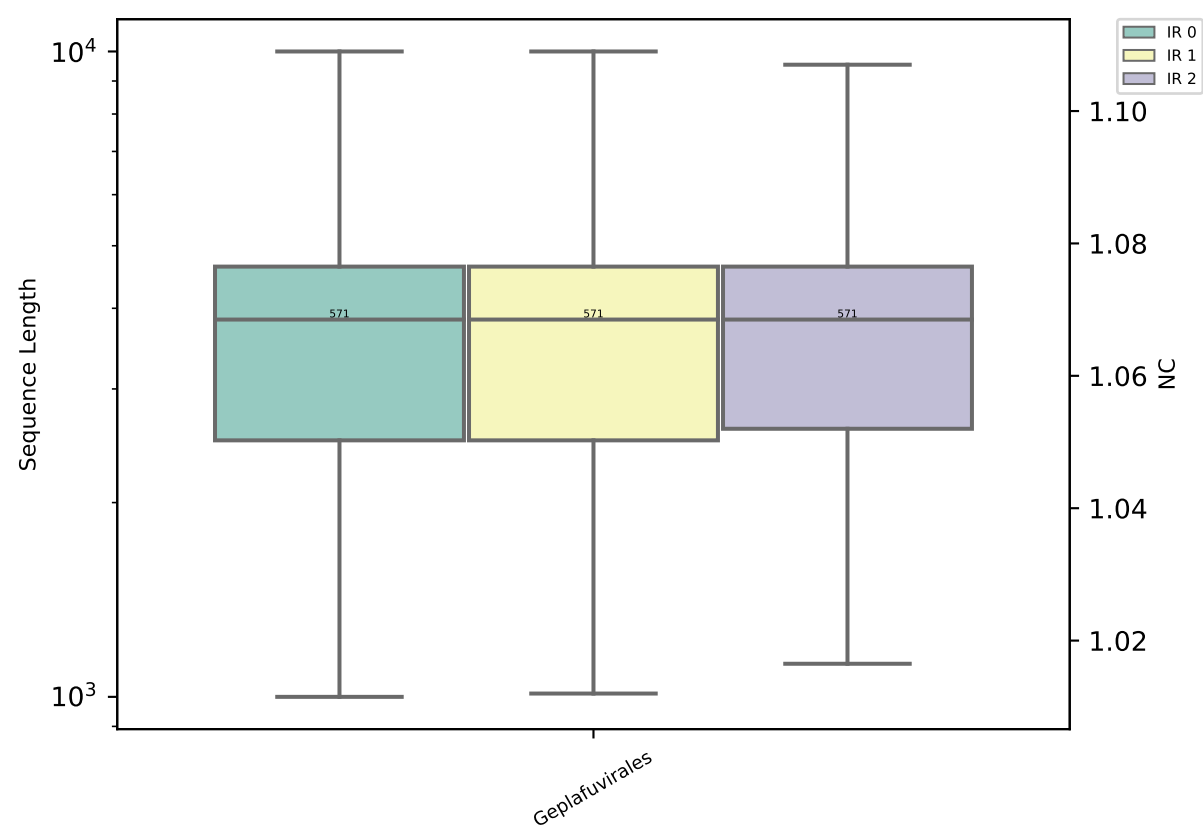 10⁴
10³
Sequence Length
571
571
571
Geplafuvirales
1.10
1.08
1.06
1.04
1.02
NC
IR 0
IR 1
IR 2